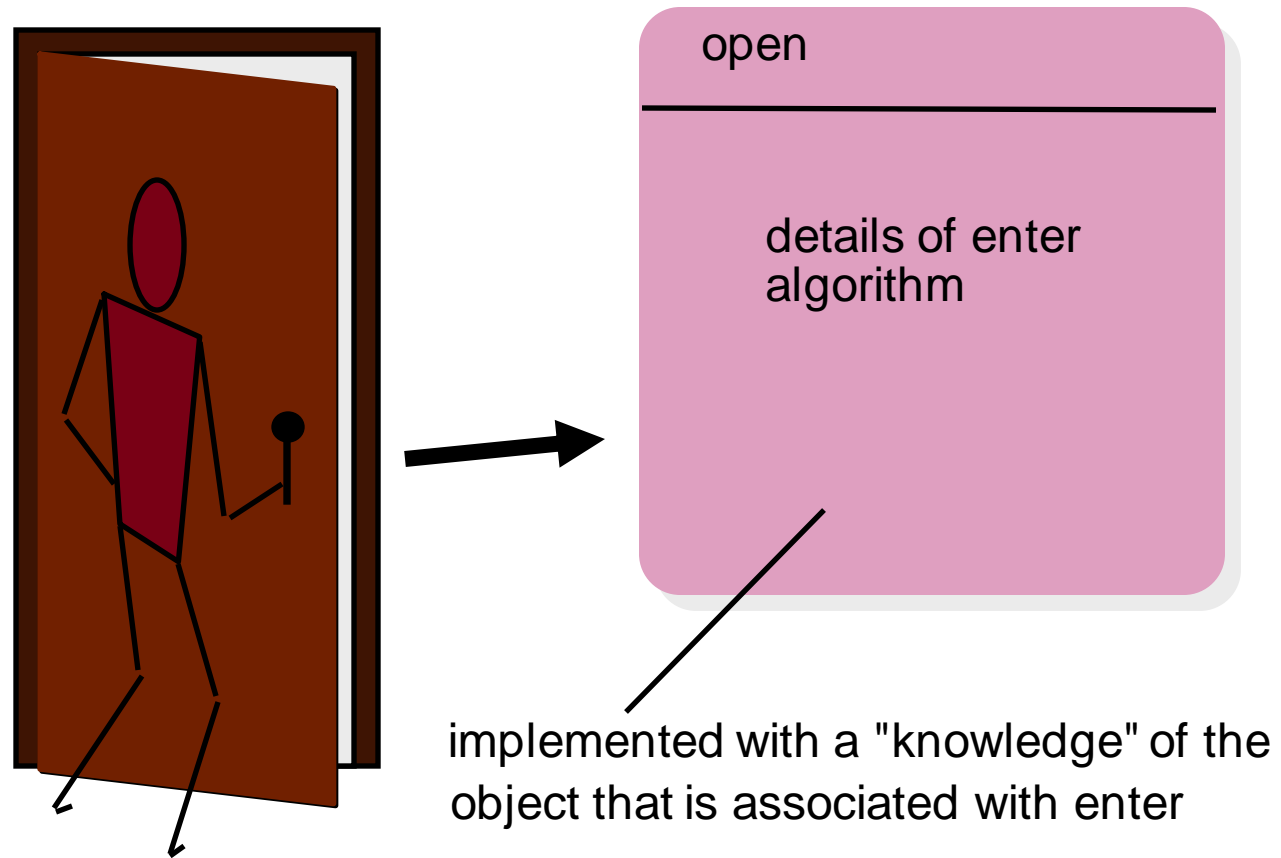 open
details of enter
algorithm
implemented with a "knowledge" of the
object that is associated with enter